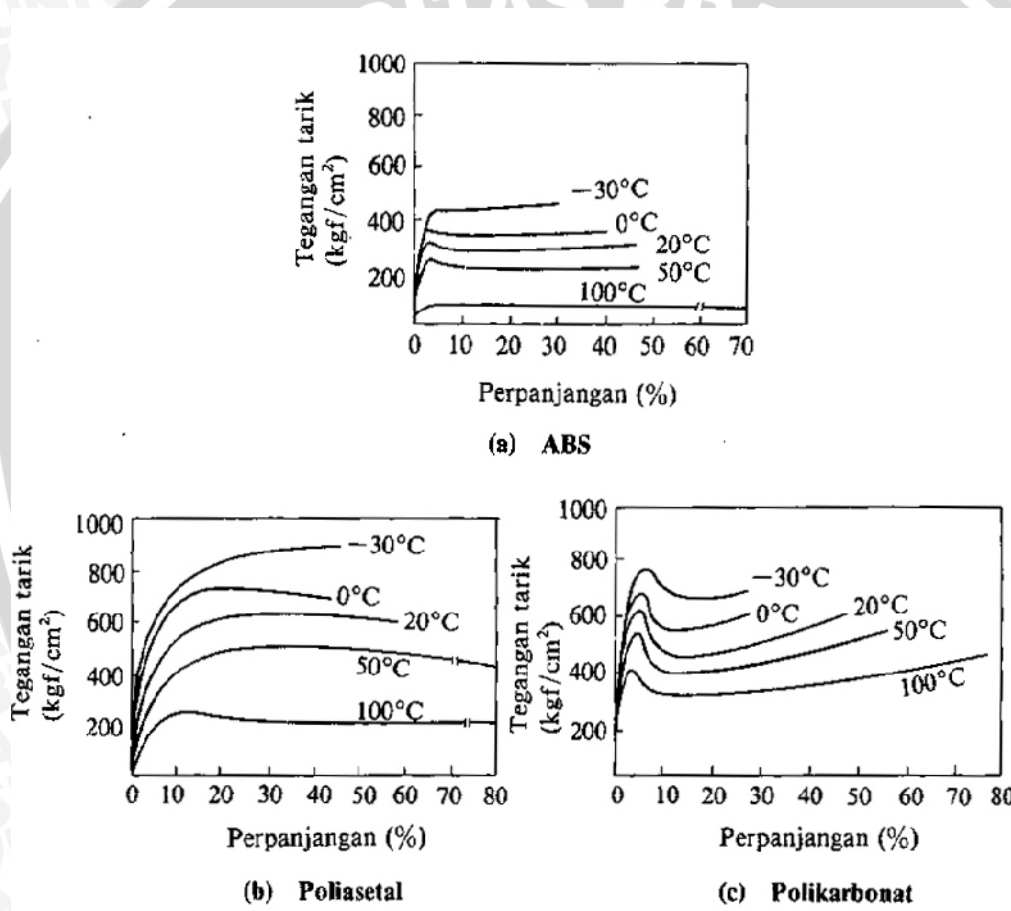 Tegangan tarik
(kgf/cm²)
1000
800
600
400
200
−30°C
0°C
20°C
50°C
100°C
0 10 20 30 40 50 60 70
Perpanjangan (%)
(a) ABS
Tegangan tarik
(kgf/cm²)
1000
800
600
400
200
−30°C
0°C
20°C
50°C
100°C
0 10 20 30 40 50 60 70 80
Perpanjangan (%)
(b) Poliasetal
Tegangan tarik
(kgf/cm²)
1000
800
600
400
200
−30°C
0°C
20°C
50°C
100°C
0 10 20 30 40 50 60 70 80
Perpanjangan (%)
(c) Polikarbonat